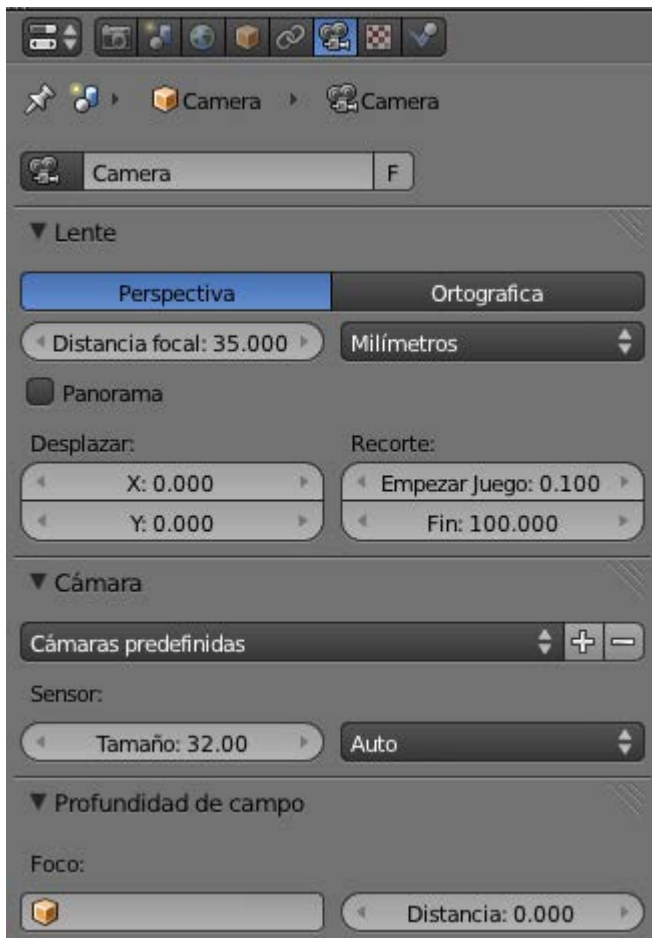 Camera Camera
Camera F
Lente
Perspectiva Ortografica
Distancia focal: 35.000 Milímetros
Panorama
Desplazar: Recorte:
X: 0.000 Empezar Juego: 0.100
Y: 0.000 Fin: 100.000
Cámara
Cámaras predefinidas
Sensor:
Tamaño: 32.00 Auto
Profundidad de campo
Foco:
Distancia: 0.000